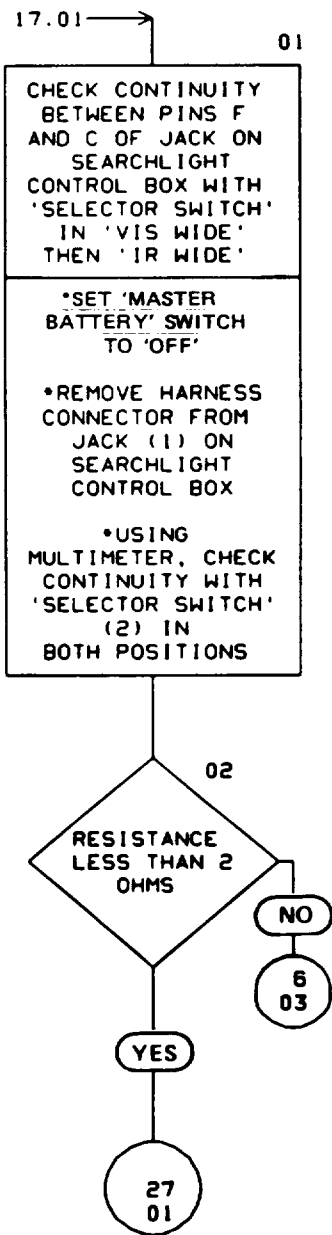 17.01
01
CHECK CONTINUITY
BETWEEN PINS F
AND C OF JACK ON
SEARCHLIGHT
CONTROL BOX WITH
'SELECTOR SWITCH'
IN 'VIS WIDE'
THEN 'IR WIDE'
•SET 'MASTER
BATTERY' SWITCH
TO 'OFF'
•REMOVE HARNESS
CONNECTOR FROM
JACK (1) ON
SEARCHLIGHT
CONTROL BOX
•USING
MULTIMETER, CHECK
CONTINUITY WITH
'SELECTOR SWITCH'
(2) IN
BOTH POSITIONS
02
RESISTANCE
LESS THAN 2
OHMS
NO
6
03
YES
27
01